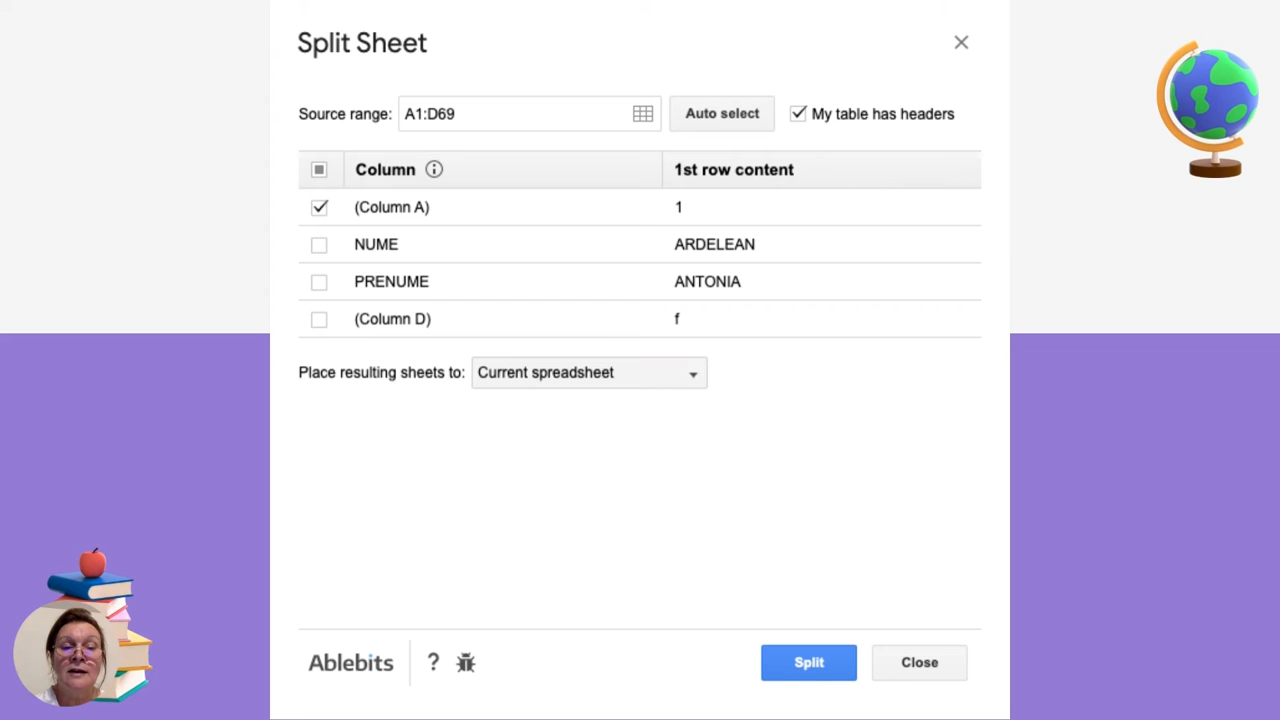 Split Sheet
Source range: A1:D69 Auto select My table has headers
Column 1st row content
(Column A) 1
NUME ARDELEAN
PRENUME ANTONIA
(Column D) f
Place resulting sheets to: Current spreadsheet
Ablebits ? Split Close